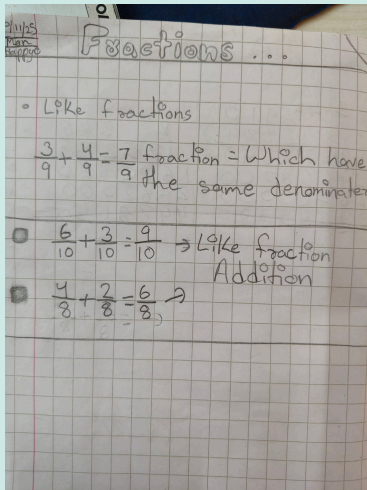 10
Fractions ...
• Like fractions
3/9 + 4/9 = 7/9 fraction = Which have
the same denominater
6/10 + 3/10 = 9/10 → Like fraction
Addition
4/8 + 2/8 = 6/8 →